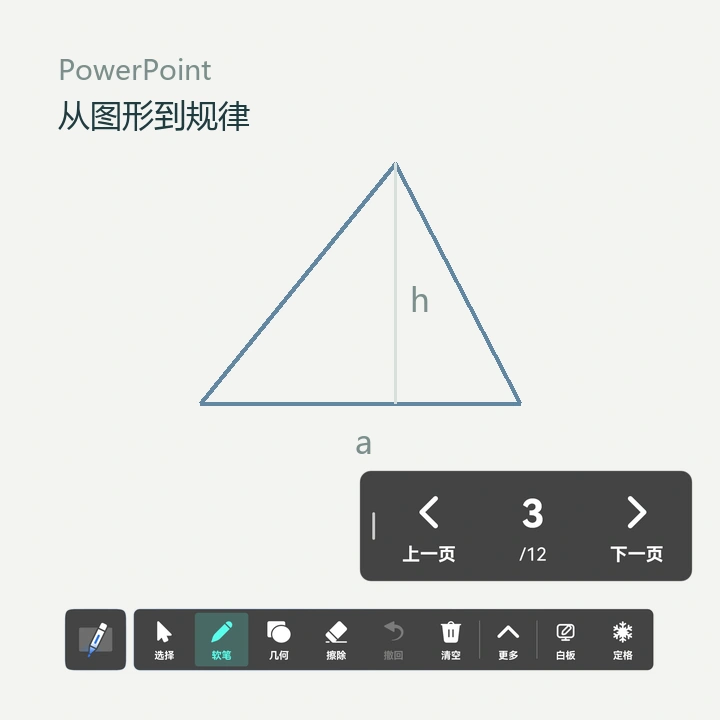 PowerPoint
从图形到规律
h
a
3
上一页 /12 下一页
选择 软笔 几何 擦除 撤回 清空 更多 白板 定格